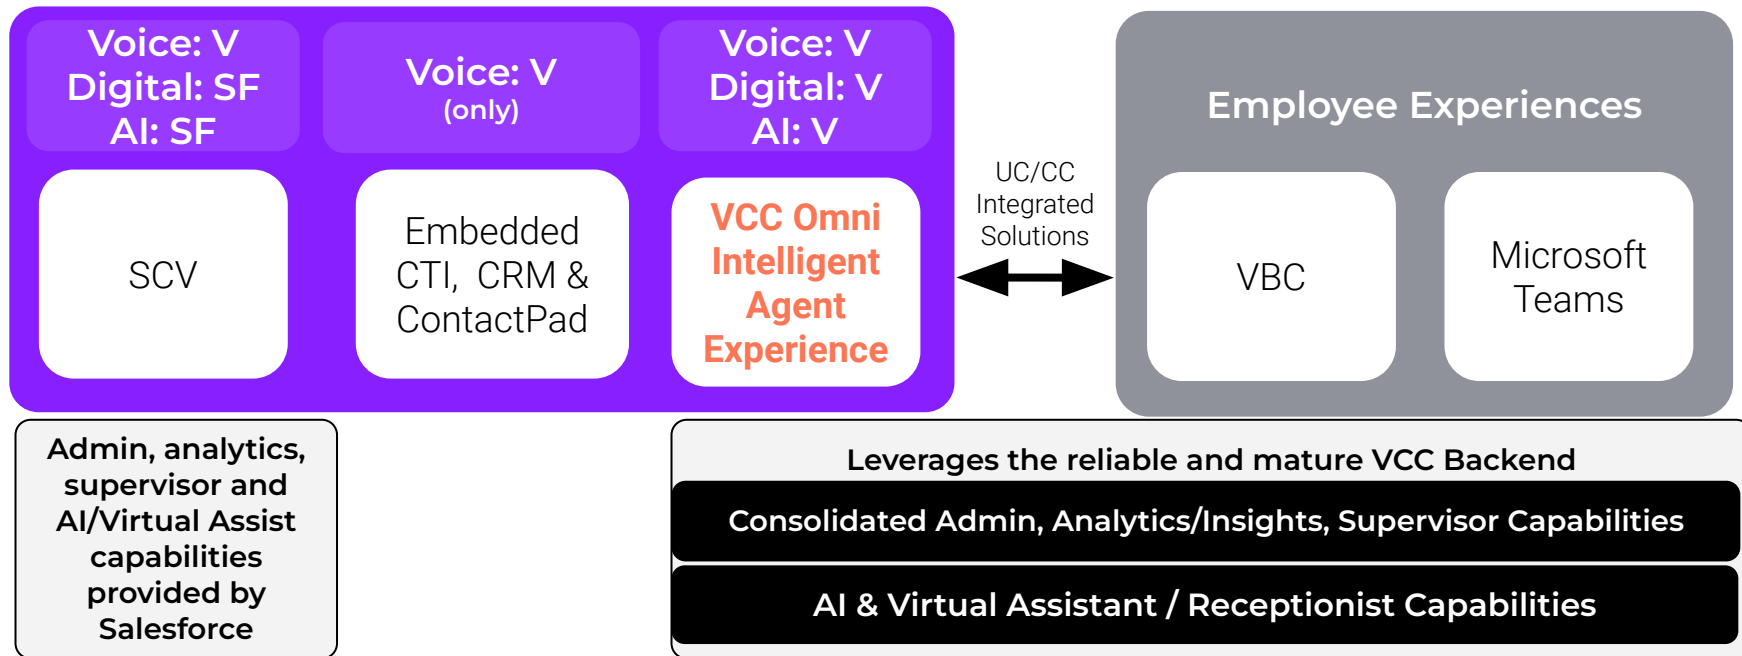 Voice: V
Digital: SF
AI: SF
Voice: V
(only)
Voice: V
Digital: V
AI: V
SCV
Embedded
CTI, CRM &
ContactPad
VCC Omni
Intelligent
Agent
Experience
UC/CC
Integrated
Solutions
Employee Experiences
VBC
Microsoft
Teams
Admin, analytics,
supervisor and
AI/Virtual Assist
capabilities
provided by
Salesforce
Leverages the reliable and mature VCC Backend
Consolidated Admin, Analytics/Insights, Supervisor Capabilities
AI & Virtual Assistant / Receptionist Capabilities